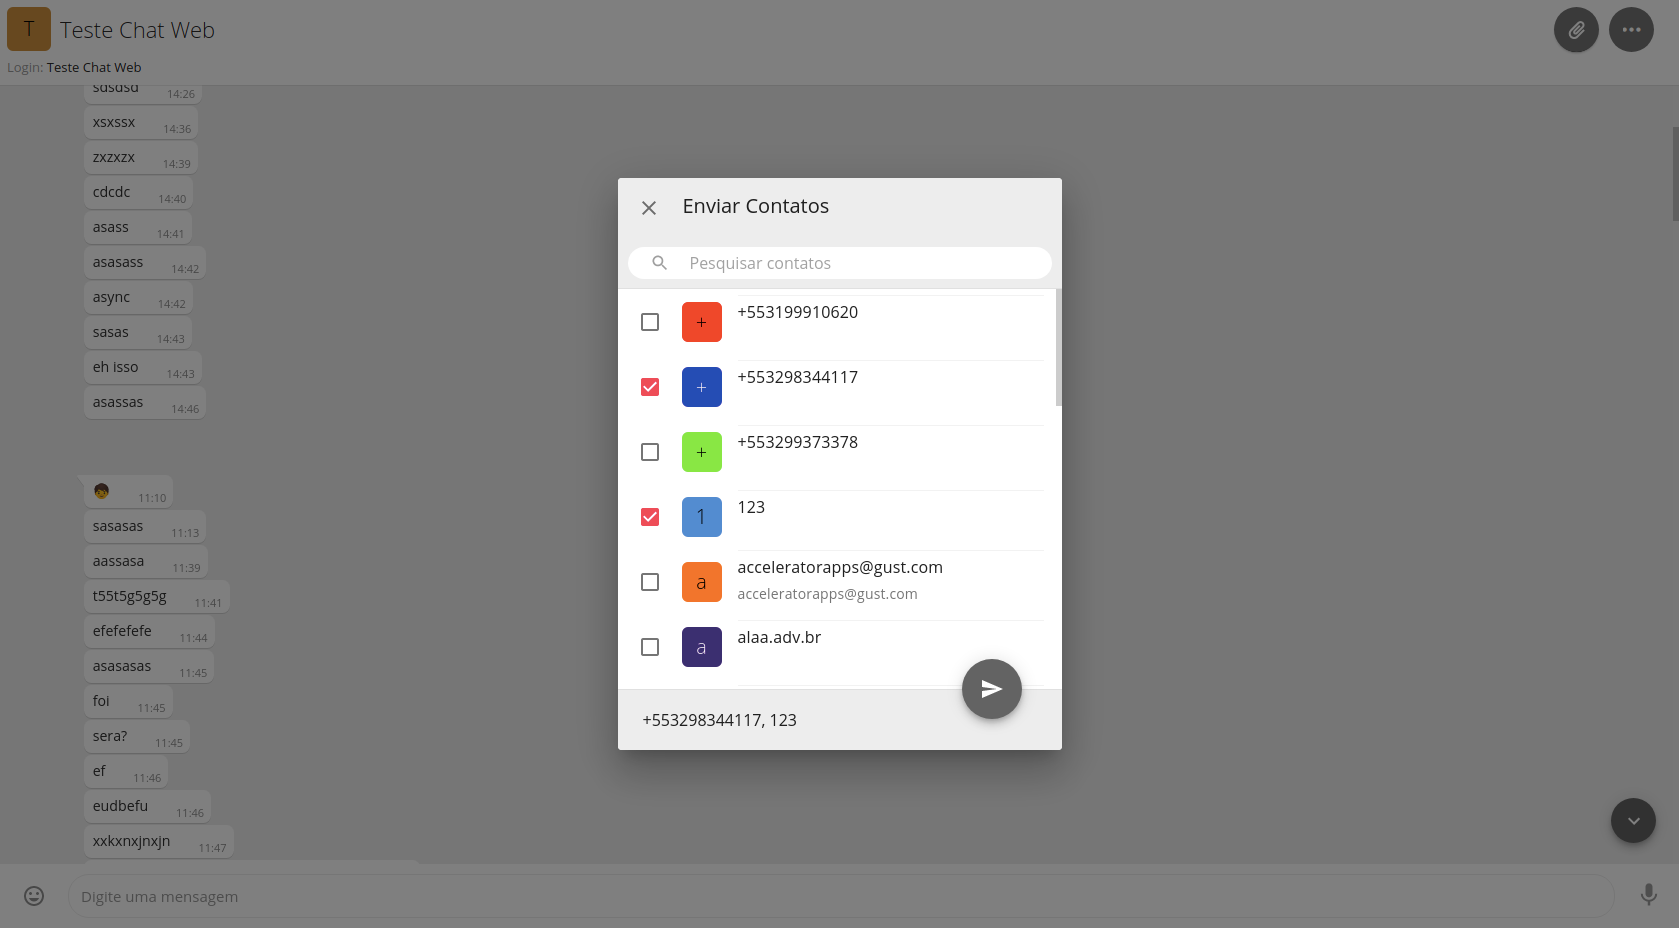 T
Teste Chat Web
Login: Teste Chat Web
sdsdsd 14:26
xsxssx 14:36
zxzxzx 14:39
cdcdc 14:40
asass 14:41
asasass 14:42
async 14:42
sasas 14:43
eh isso 14:43
asassas 14:46
11:10
sasasas 11:13
aassasa 11:39
t55t5g5g5g 11:41
efefefefe 11:44
asasasas 11:45
foi 11:45
sera? 11:45
ef 11:46
eudbefu 11:46
xxkxnxjnxjn 11:47
Digite uma mensagem
Enviar Contatos
Pesquisar contatos
+ +553199910620
+ +553298344117
+ +553299373378
1 123
a acceleratorapps@gust.com
acceleratorapps@gust.com
a alaa.adv.br
+553298344117, 123